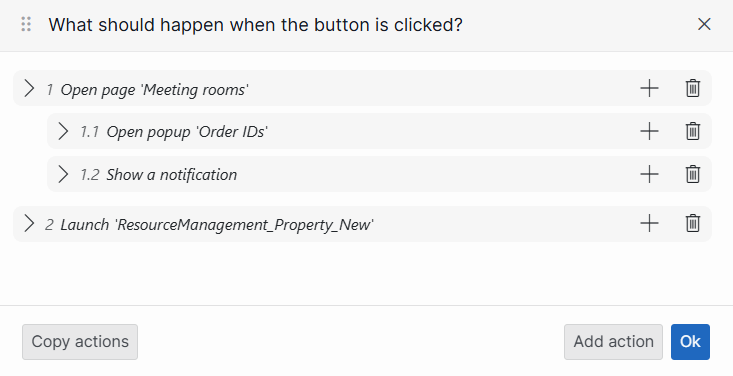 What should happen when the button is clicked?
1 Open page 'Meeting rooms'
1.1 Open popup 'Order IDs'
1.2 Show a notification
2 Launch 'ResourceManagement_Property_New'
Copy actions Add action Ok